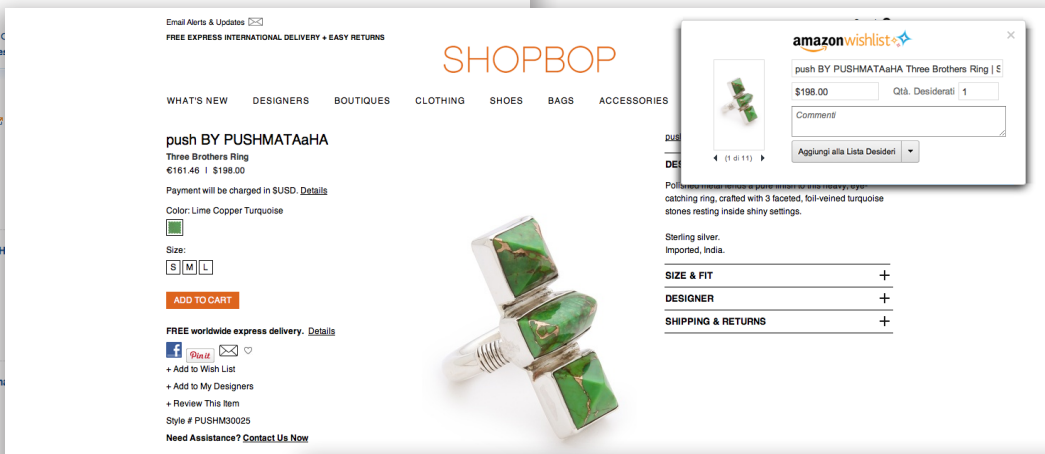 Email Alerts & Updates
FREE EXPRESS INTERNATIONAL DELIVERY + EASY RETURNS
SHOPBOP
WHAT'S NEW DESIGNERS BOUTIQUES CLOTHING SHOES BAGS ACCESSORIES
push BY PUSHMATAaHA
Three Brothers Ring
€161.46 | $198.00
Payment will be charged in $USD. Details
Color: Lime Copper Turquoise
Size:
S M L
ADD TO CART
FREE worldwide express delivery. Details
f Pin it
+ Add to Wish List
+ Add to My Designers
+ Review This Item
Style # PUSHM30025
Need Assistance? Contact Us Now
amazonwishlist
push BY PUSHMATAaHA Three Brothers Ring | S
$198.00 Qtà. Desiderati 1
Commenti
(1 di 11)
Aggiungi alla Lista Desideri
Polished metal lends a pure finish to this heavy, eye-
catching ring, crafted with 3 faceted, foil-veined turquoise
stones resting inside shiny settings.
Sterling silver.
Imported, India.
SIZE & FIT +
DESIGNER +
SHIPPING & RETURNS +